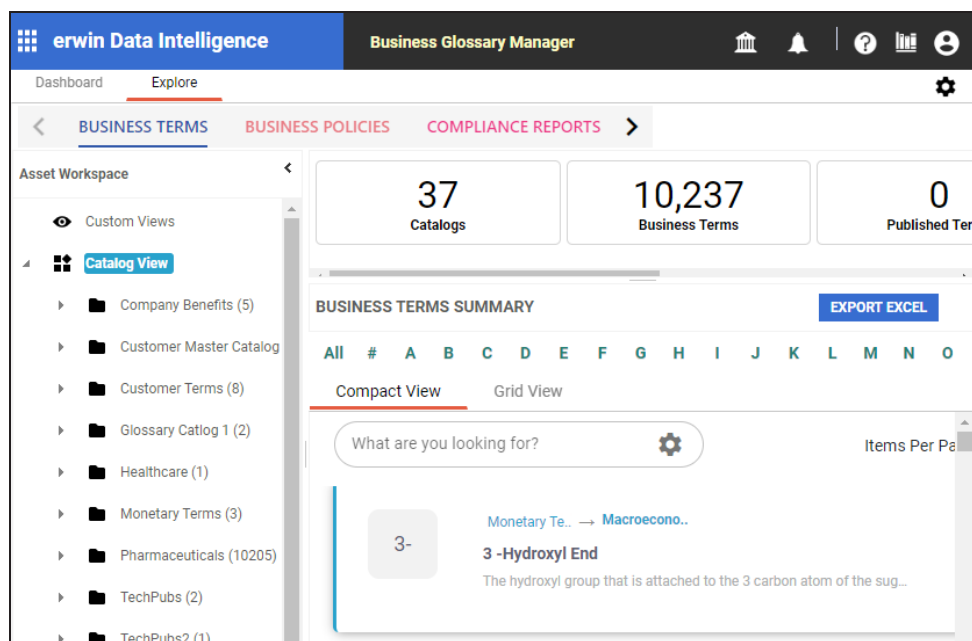 erwin Data Intelligence
Business Glossary Manager
Dashboard
Explore
BUSINESS TERMS
BUSINESS POLICIES
COMPLIANCE REPORTS
Asset Workspace
Custom Views
Catalog View
Company Benefits (5)
Customer Master Catalog
Customer Terms (8)
Glossary Catlog 1 (2)
Healthcare (1)
Monetary Terms (3)
Pharmaceuticals (10205)
TechPubs (2)
TechPubs2 (1)
37
Catalogs
10,237
Business Terms
0
Published Ter
BUSINESS TERMS SUMMARY
EXPORT EXCEL
All # A B C D E F G H I J K L M N O
Compact View
Grid View
What are you looking for?
Items Per Pa
3-
Monetary Te.. → Macroecono..
3 -Hydroxyl End
The hydroxyl group that is attached to the 3 carbon atom of the sug...